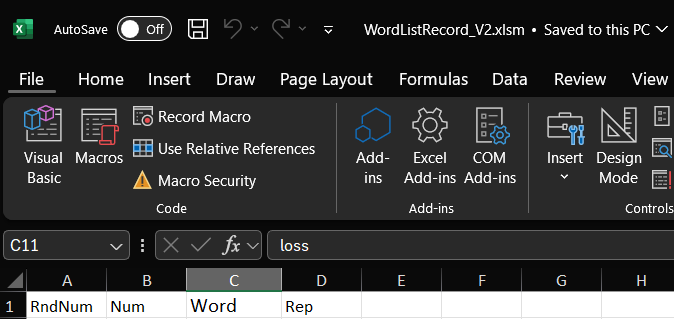 AutoSave Off WordListRecord_V2.xlsm • Saved to this PC
File Home Insert Draw Page Layout Formulas Data Review View
Visual Basic
Macros
Record Macro
Use Relative References
Macro Security
Code
Add-ins
Excel Add-ins
COM Add-ins
Add-ins
Insert
Design Mode
Controls
C11 fx loss
A B C D E F G H
1 RndNum Num Word Rep